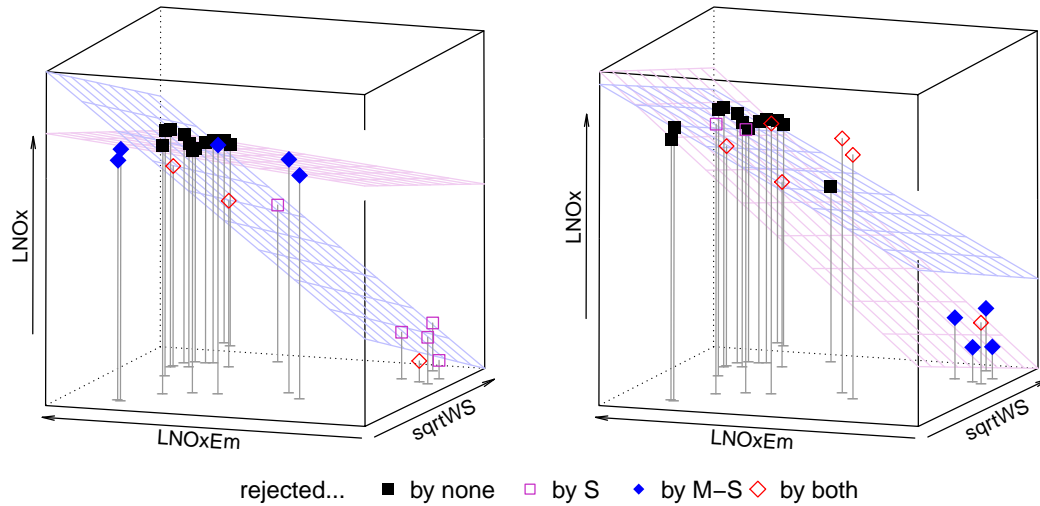 LNOx
LNOxEm
sqrtWS
LNOx
LNOxEm
sqrtWS
rejected... by none by S by M−S by both